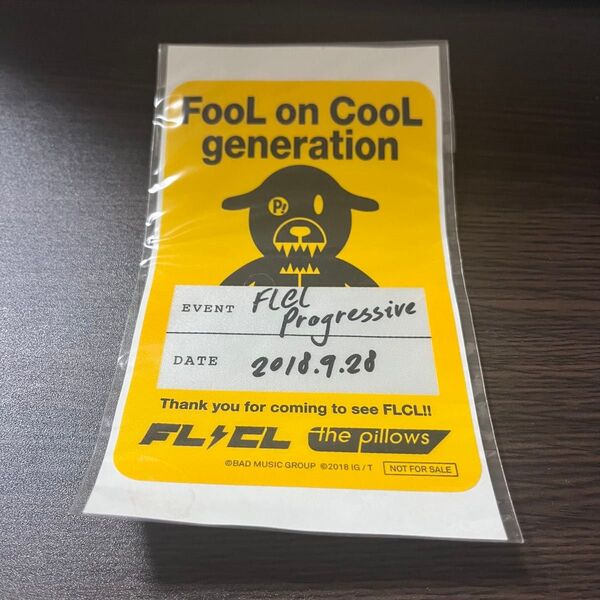 FooL on CooL
generation
P!
EVENT FLCL
Progressive
DATE 2018.9.28
Thank you for coming to see FLCL!!
FLCL the pillows
©BAD MUSIC GROUP ©2018 IG / T NOT FOR SALE